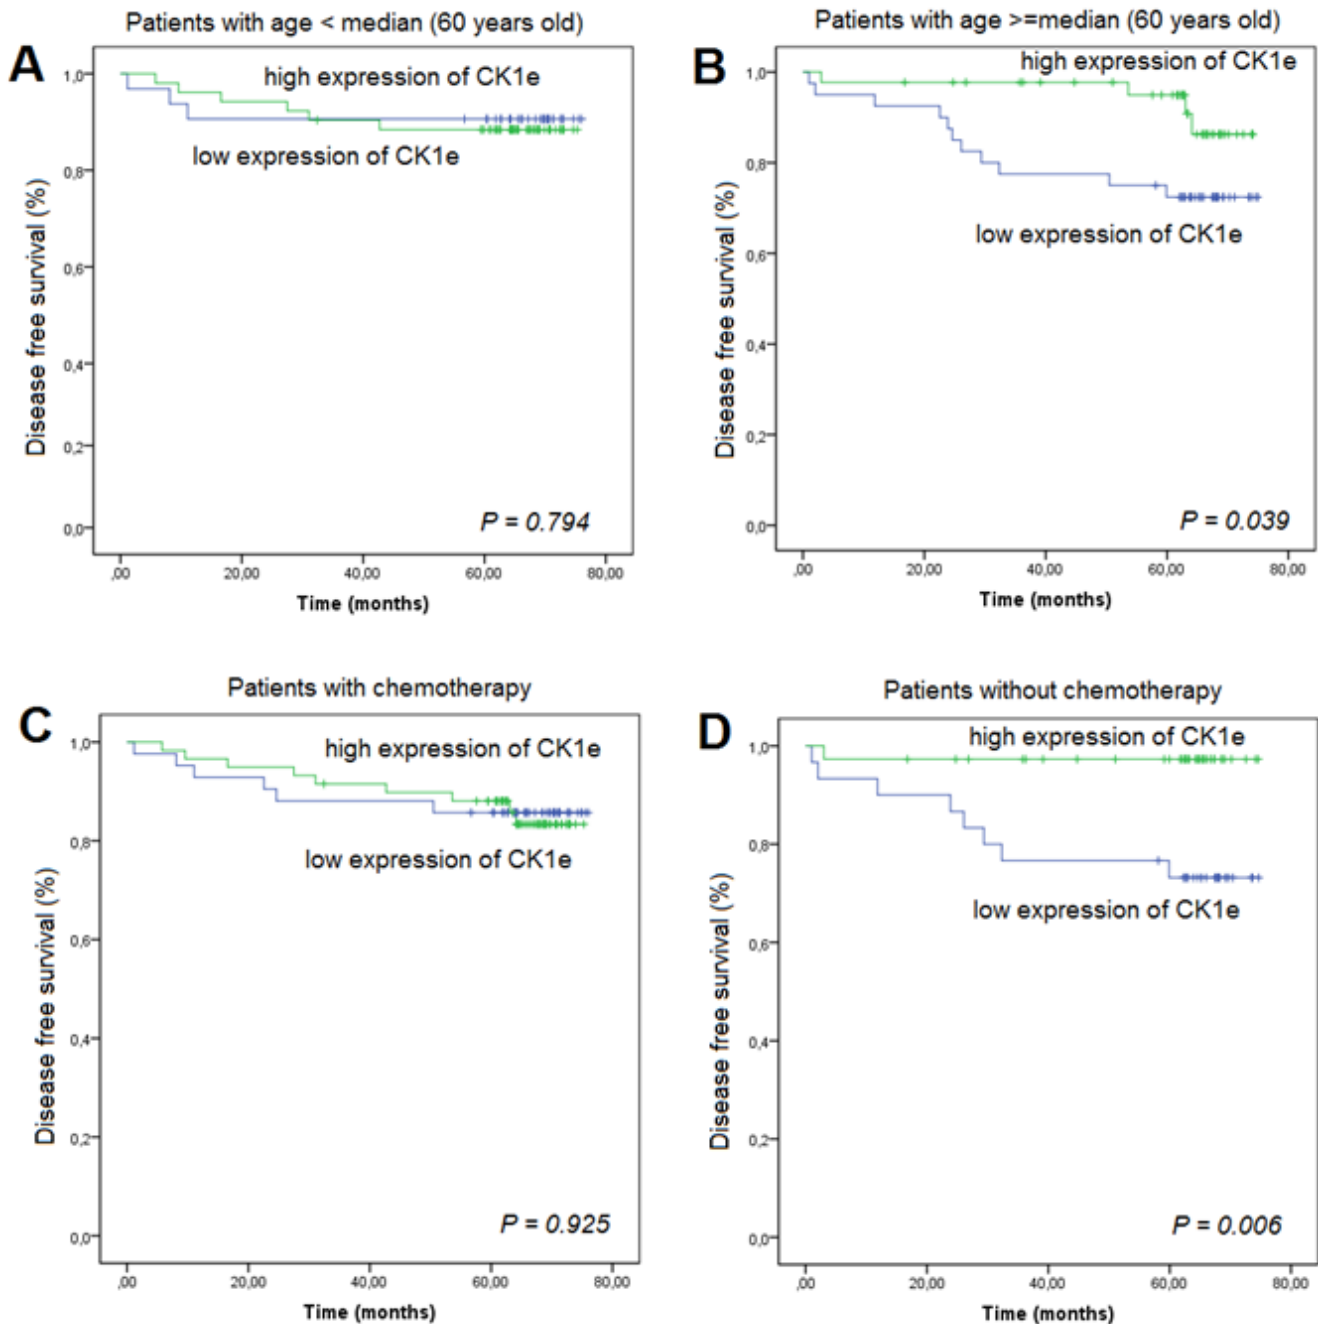 Patients with age < median (60 years old)
A
high expression of CK1e
low expression of CK1e
Disease free survival (%)
1,0
0,8
0,6
0,4
0,2
0,0
P = 0.794
,00 20,00 40,00 60,00 80,00
Time (months)
Patients with age >=median (60 years old)
B
high expression of CK1e
low expression of CK1e
Disease free survival (%)
1,0
0,8
0,6
0,4
0,2
0,0
P = 0.039
,00 20,00 40,00 60,00 80,00
Time (months)
Patients with chemotherapy
C
high expression of CK1e
low expression of CK1e
Disease free survival (%)
1,0
0,8
0,6
0,4
0,2
0,0
P = 0.925
,00 20,00 40,00 60,00 80,00
Time (months)
Patients without chemotherapy
D
high expression of CK1e
low expression of CK1e
Disease free survival (%)
1,0
0,8
0,6
0,4
0,2
0,0
P = 0.006
,00 20,00 40,00 60,00 80,00
Time (months)